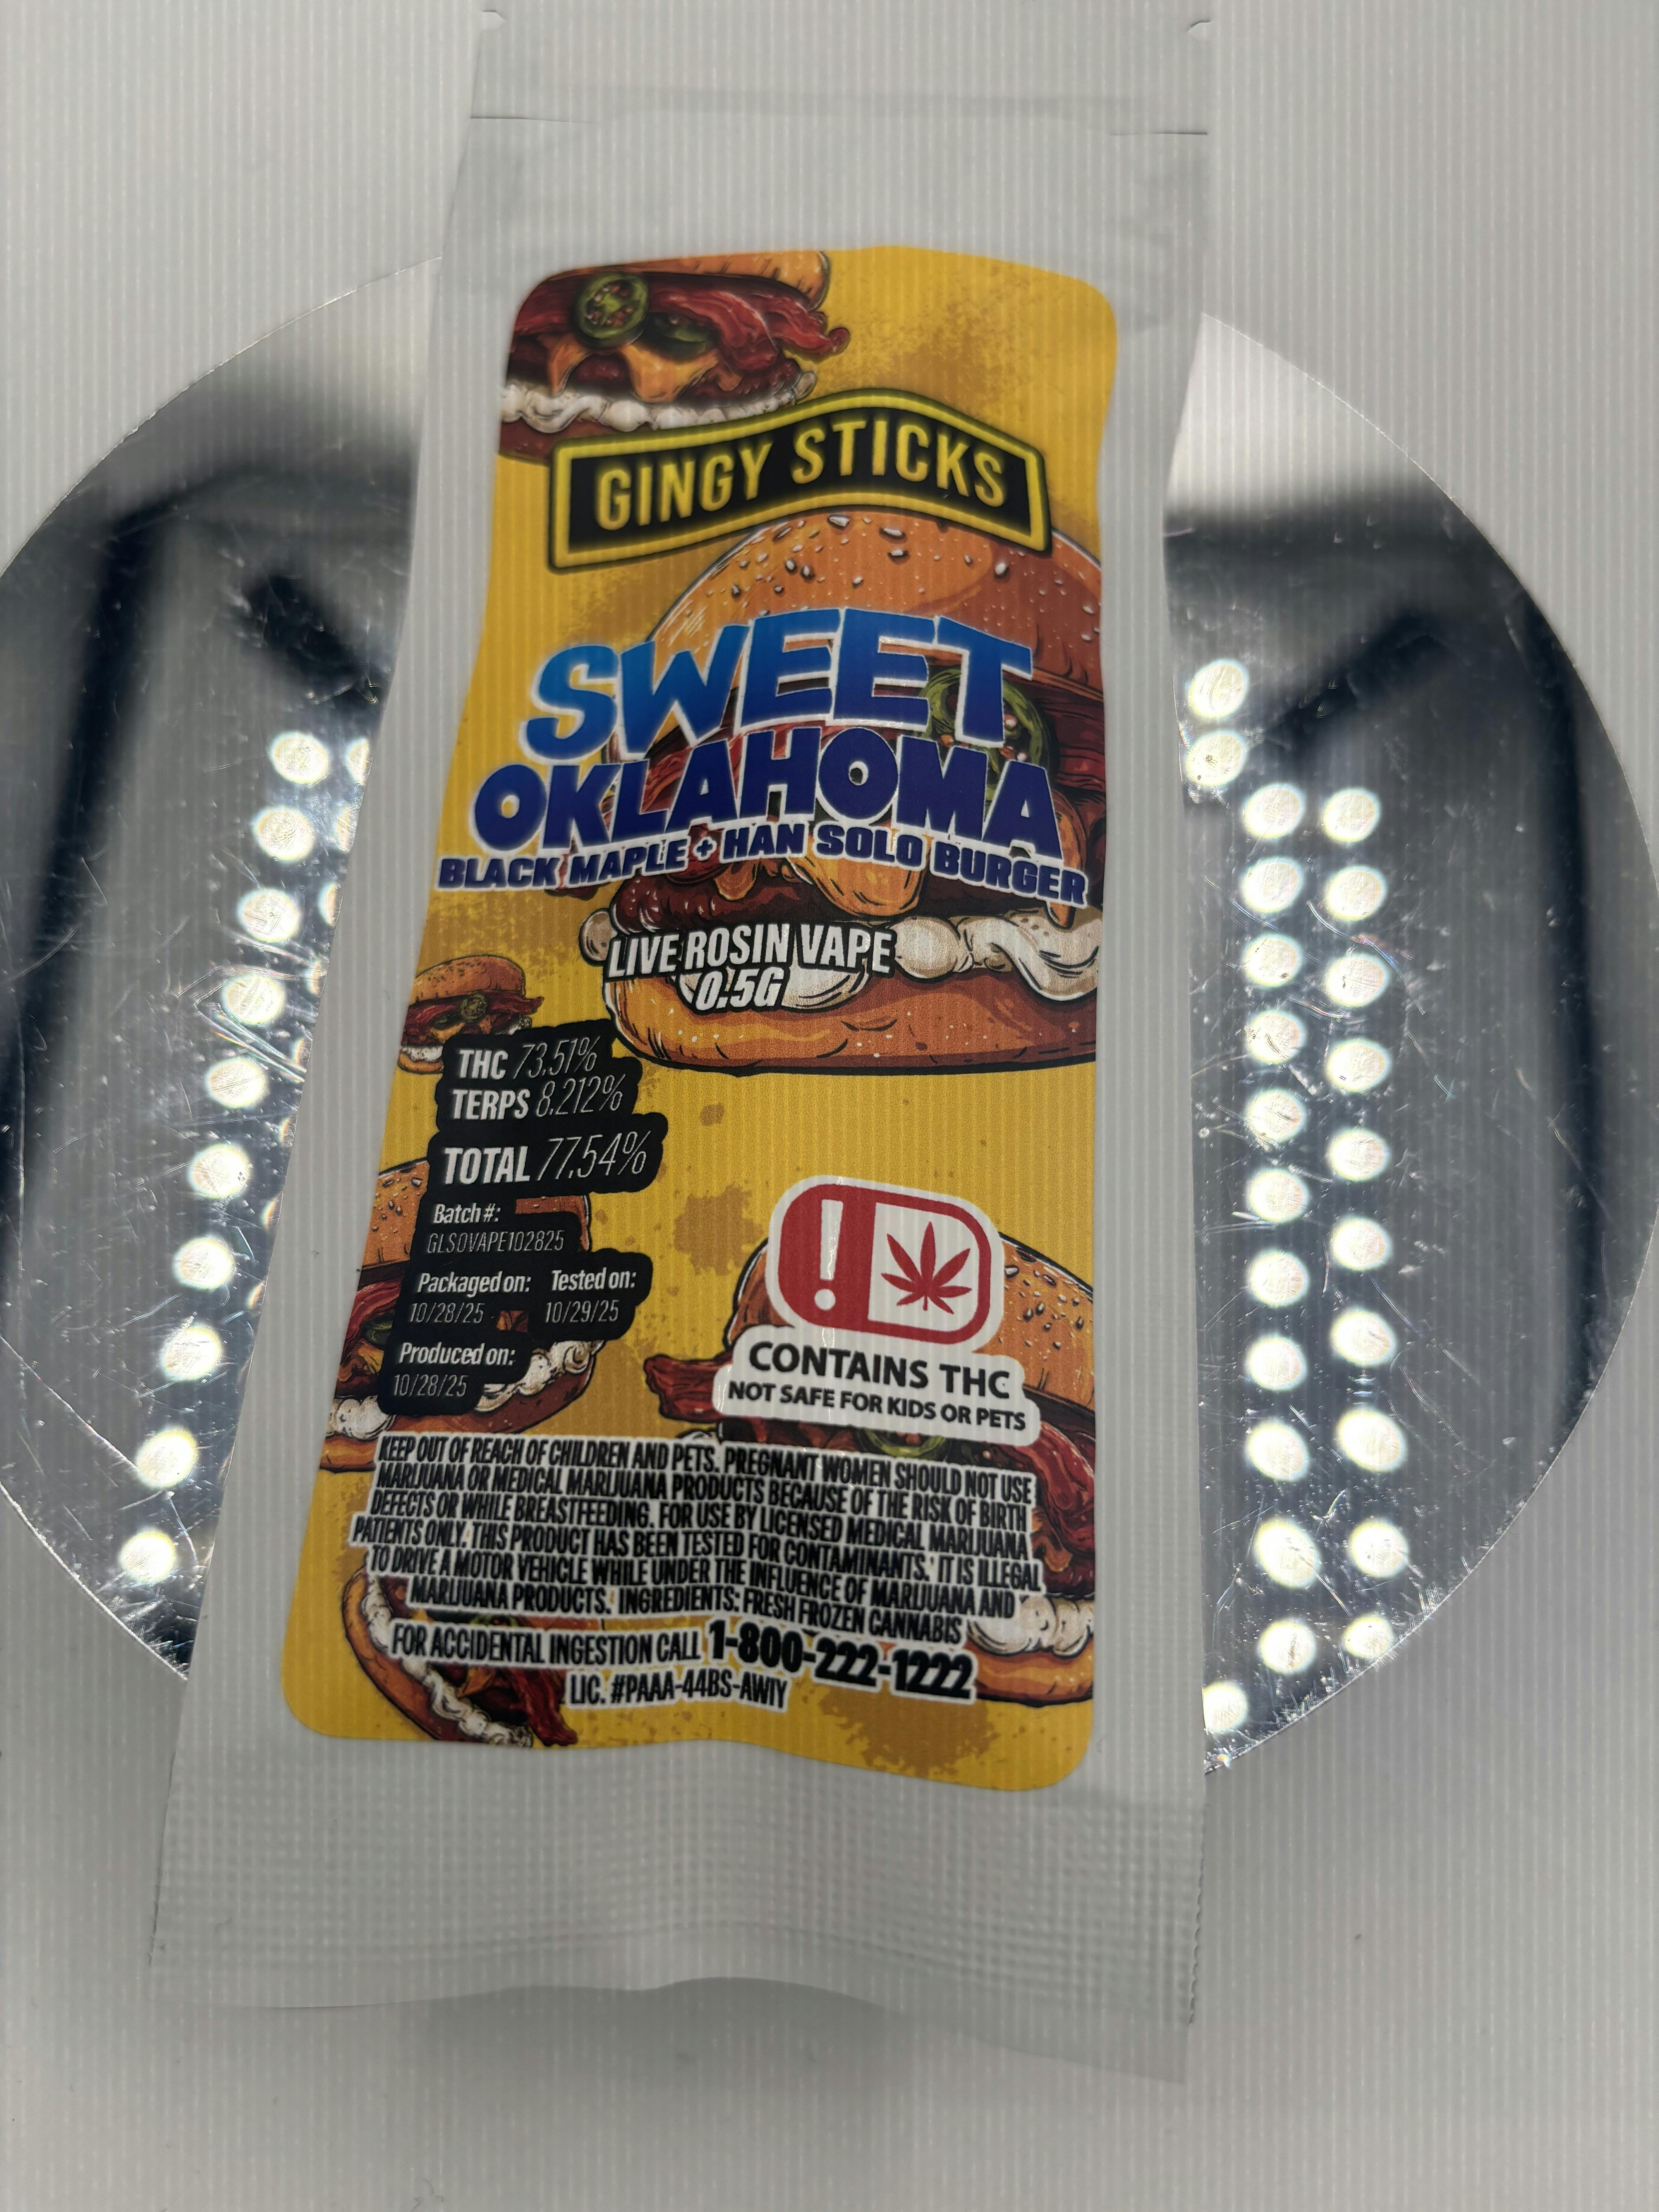 GINGY STICKS
SWEET
OKLAHOMA
BLACK MAPLE + HAN SOLO BURGER
LIVE ROSIN VAPE
0.5G
THC 73.51%
TERPS 8.212%
TOTAL 77.54%
Batch #:
GLSOVAPE102825
Packaged on: Tested on:
10/28/25 10/29/25
Produced on:
10/28/25
!
CONTAINS THC
NOT SAFE FOR KIDS OR PETS
KEEP OUT OF REACH OF CHILDREN AND PETS. PREGNANT WOMEN SHOULD NOT USE
MARIJUANA OR MEDICAL MARIJUANA PRODUCTS BECAUSE OF THE RISK OF BIRTH
DEFECTS OR WHILE BREASTFEEDING. FOR USE BY LICENSED MEDICAL MARIJUANA
PATIENTS ONLY. THIS PRODUCT HAS BEEN TESTED FOR CONTAMINANTS. IT IS ILLEGAL
TO DRIVE A MOTOR VEHICLE WHILE UNDER THE INFLUENCE OF MARIJUANA AND
MARIJUANA PRODUCTS. INGREDIENTS: FRESH FROZEN CANNABIS
FOR ACCIDENTAL INGESTION CALL 1-800-222-1222
LIC. #PAAA-44BS-AWIY